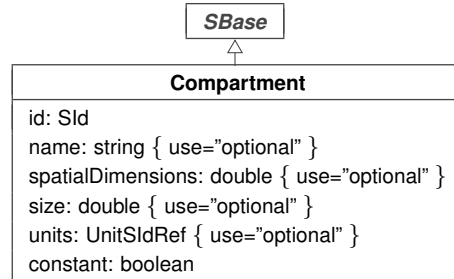 SBase
Compartment
id: SId
name: string { use="optional" }
spatialDimensions: double { use="optional" }
size: double { use="optional" }
units: UnitSIdRef { use="optional" }
constant: boolean